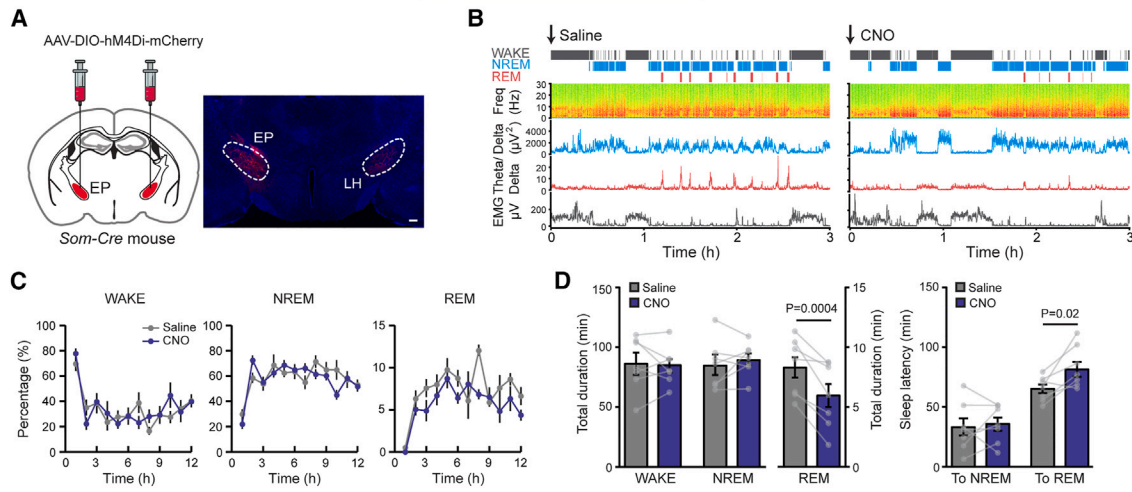 A
AAV-DIO-hM4Di-mCherry
EP
EP
LH
Som-Cre mouse
B
Saline
CNO
WAKE
NREM
REM
Freq (Hz)
30
20
10
0
Delta (µV²)
4000
2000
0
Theta/ Delta
20
10
0
EMG µV
200
0
0 1 2 3
0 1 2 3
Time (h)
Time (h)
C
WAKE
NREM
REM
Saline
CNO
Percentage (%)
100
80
60
40
20
0
100
80
60
40
20
0
15
10
5
0
0 3 6 9 12
0 3 6 9 12
0 3 6 9 12
Time (h)
Time (h)
Time (h)
D
Saline
CNO
Total duration (min)
150
100
50
0
P=0.0004
15
10
5
0
Total duration (min)
WAKE
NREM
REM
Saline
CNO
Sleep latency (min)
150
100
50
0
P=0.02
To NREM
To REM